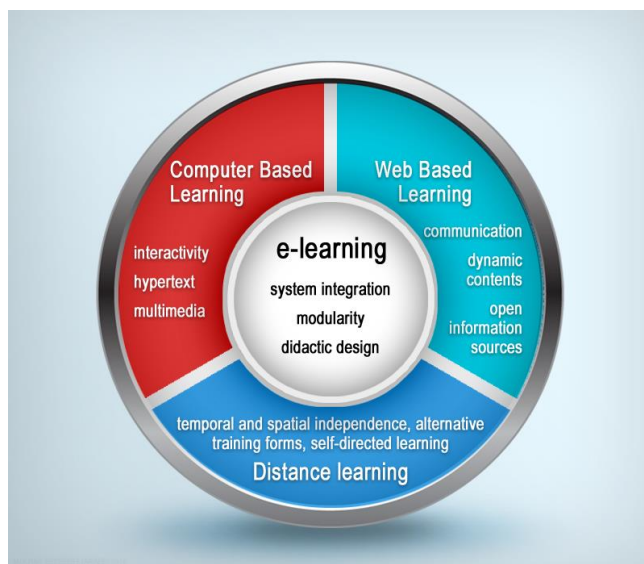 Computer Based
Learning
interactivity
hypertext
multimedia
Web Based
Learning
communication
dynamic
contents
open
information
sources
e-learning
system integration
modularity
didactic design
temporal and spatial independence, alternative
training forms, self-directed learning
Distance learning